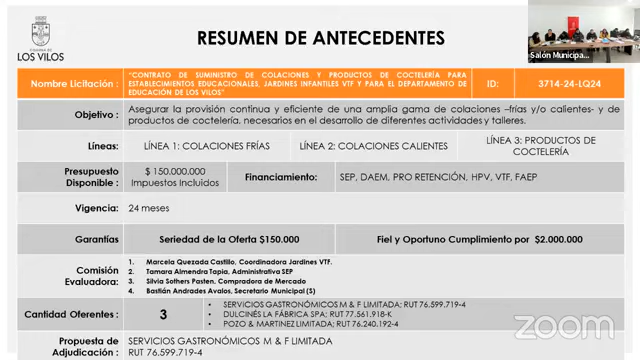 RESUMEN DE ANTECEDENTES
LOS VILOS
Salón Municipa...
Nombre Licitación :
"CONTRATO DE SUMINISTRO DE COLACIONES Y PRODUCTOS DE COCTELERÍA PARA
ESTABLECIMIENTOS EDUCACIONALES, JARDINES INFANTILES VTF Y PARA EL DEPARTAMENTO DE
EDUCACIÓN DE LOS VILOS"
ID:
3714-24-LQ24
Objetivo :
Asegurar la provisión continua y eficiente de una amplia gama de colaciones –frías y/o calientes- y de
productos de coctelería, necesarios en el desarrollo de diferentes actividades y talleres.
Líneas:
LÍNEA 1: COLACIONES FRÍAS
LÍNEA 2: COLACIONES CALIENTES
LÍNEA 3: PRODUCTOS DE
COCTELERÍA
Presupuesto
Disponible :
$ 150.000.000
Impuestos Incluidos
Financiamiento:
SEP, DAEM, PRO RETENCIÓN, HPV, VTF, FAEP
Vigencia:
24 meses
Garantías
Seriedad de la Oferta $150.000
Fiel y Oportuno Cumplimiento por $2.000.000
Comisión
Evaluadora:
1. Marcela Quezada Castillo, Coordinadora Jardines VTF.
2. Tamara Almendra Tapia, Administrativa SEP
3. Silvia Sothers Pasten, Compradora de Mercado
4. Bastián Andrades Avalos, Secretario Municipal (S)
Cantidad Oferentes :
3
• SERVICIOS GASTRONÓMICOS M & F LIMITADA; RUT 76.599.719-4
• DULCINÉS LA FÁBRICA SPA; RUT 77.561.918-K
• POZO & MARTINEZ LIMITADA; RUT 76.240.192-4
Propuesta de
Adjudicación :
SERVICIOS GASTRONÓMICOS M & F LIMITADA
RUT 76.599.719-4
zoom